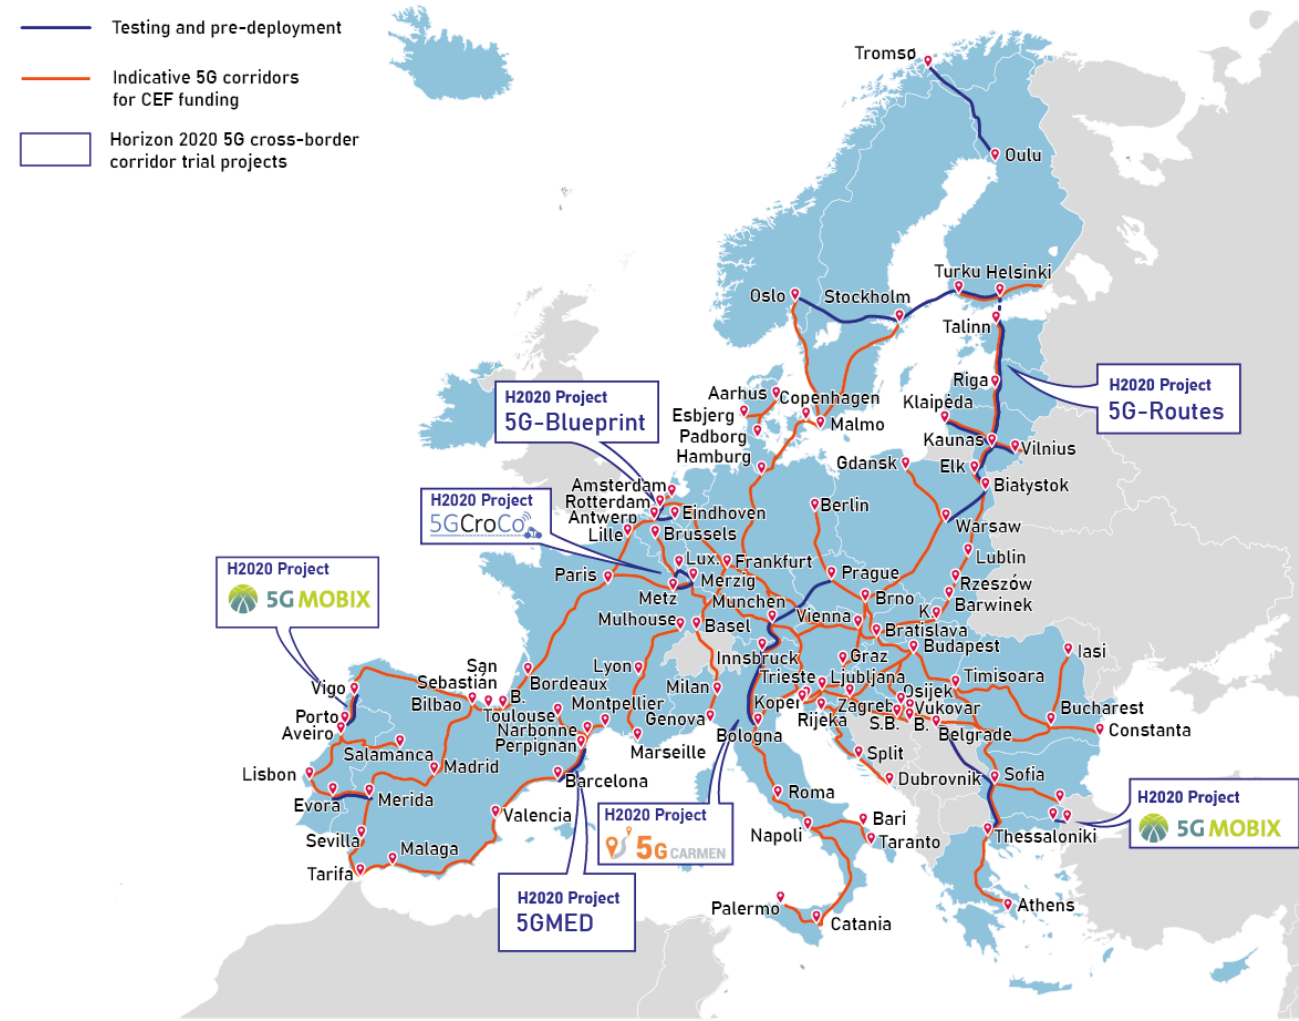 Testing and pre-deployment
Indicative 5G corridors
for CEF funding
Horizon 2020 5G cross-border
corridor trial projects
Tromsø
Oulu
Turku Helsinki
Oslo
Stockholm
Talinn
Riga
H2020 Project
5G-Routes
Aarhus
Copenhagen
Klaipėda
Esbjerg
Malmo
Padborg
Kaunas
Vilnius
Hamburg
Gdansk
Elk
Białystok
H2020 Project
5G-Blueprint
Amsterdam
Rotterdam
Antwerp
Eindhoven
Berlin
Warsaw
Lille
Brussels
H2020 Project
5GCroCo
Lux.
Frankfurt
Lublin
Paris
Merzig
Prague
Rzeszów
Metz
Munchen
Brno
Barwinek
K.
Mulhouse
Basel
Vienna
Bratislava
H2020 Project
5G MOBIX
Innsbruck
Graz
Budapest
Iasi
San
Sebastian
Lyon
Bordeaux
Trieste
Ljubljana
Timisoara
Vigo
Bilbao
B.
Milan
Koper
Osijek
Porto
Toulouse
Montpellier
Zagreb
Vukovar
Bucharest
Aveiro
Narbonne
Genova
Rijeka
S.B.
B.
Constanta
Perpignan
Bologna
Belgrade
Salamanca
Marseille
Split
Lisbon
Madrid
Barcelona
Dubrovnik
Sofia
Evora
Merida
Roma
H2020 Project
5G MOBIX
Valencia
H2020 Project
5G CARMEN
Bari
Sevilla
Napoli
Taranto
Thessaloniki
Malaga
Tarifa
H2020 Project
5GMED
Palermo
Catania
Athens